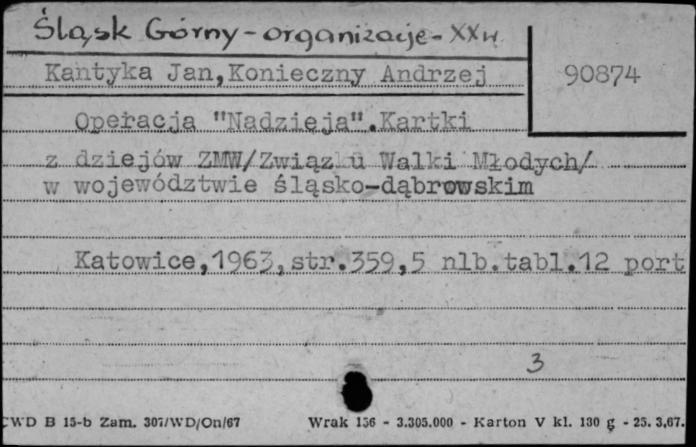 Śląsk Górny - organizacje - XX w.
Kantyka Jan,Konieczny Andrzej
90874
Operacja "Nadzieja".Kartki
z dziejów ZMW/Związku Walki Młodych/
w województwie śląsko-dąbrowskim
Katowice,1963,str.359,5 nlb.tabl.12 port
3
CWD B 15-b Zam. 307/WD/On/67 Wrak 156 - 3.305.000 - Karton V kl. 130 g - 25. 3,67.